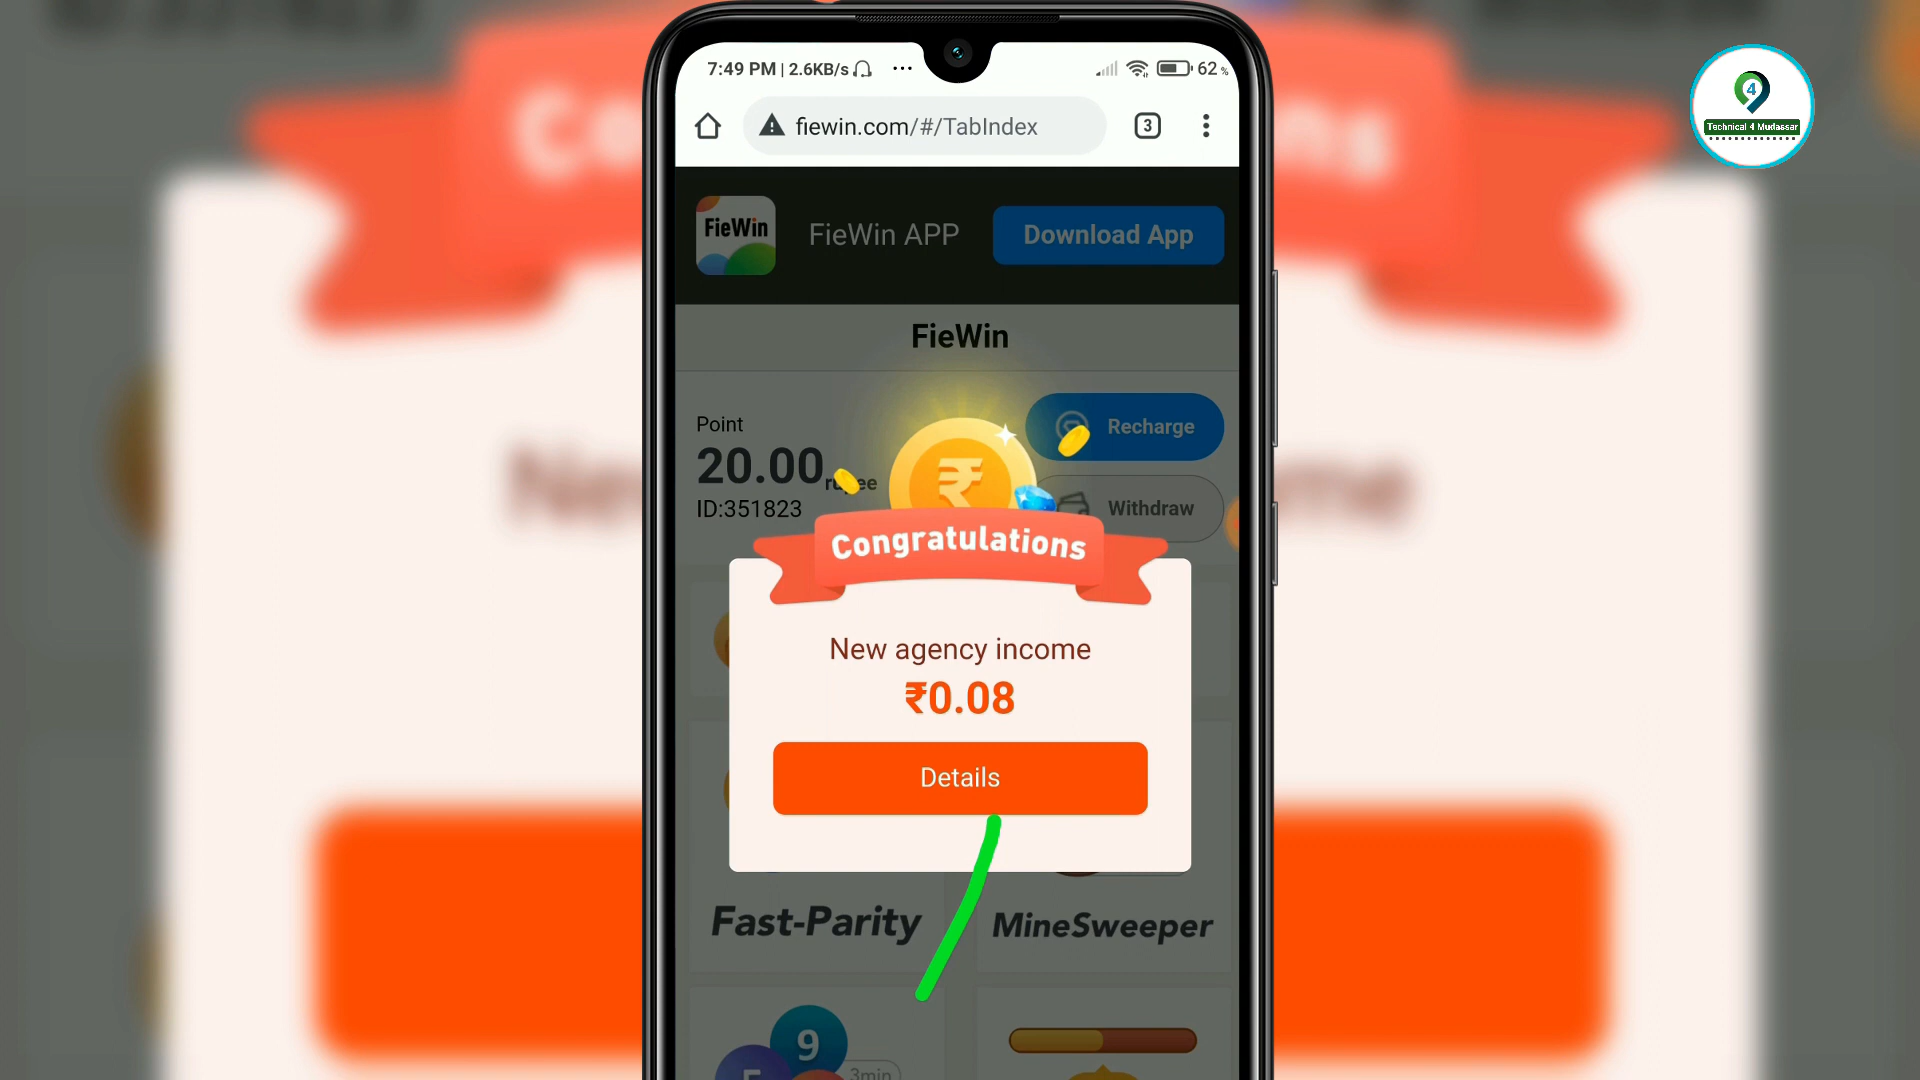 7:49 PM | 2.6KB/s ... 62%
fiewin.com/#/TabIndex 3
FieWin FieWin APP Download App
FieWin
Point
20.00 rupee
ID:351823
Recharge
Withdraw
Congratulations
New agency income
₹0.08
Details
Fast-Parity MineSweeper
9
3min
4
Technical 4 Mudassar